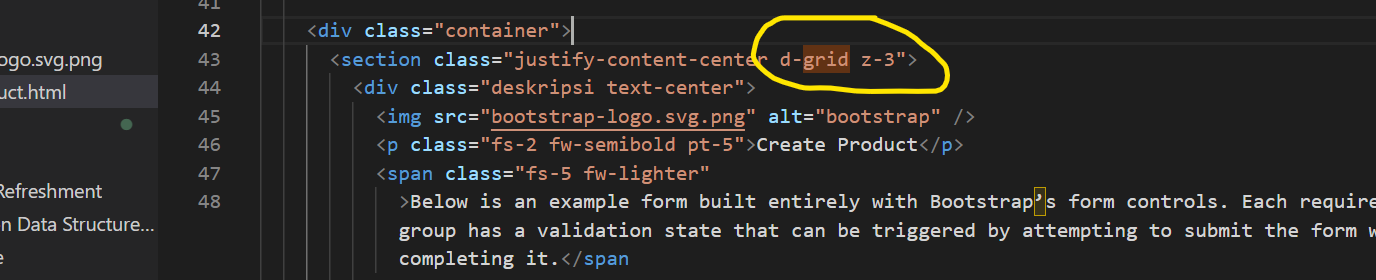 41
42 <div class="container">
ogo.svg.png 43 <section class="justify-content-center d-grid z-3">
uct.html 44 <div class="deskripsi text-center">
45 <img src="bootstrap-logo.svg.png" alt="bootstrap" />
46 <p class="fs-2 fw-semibold pt-5">Create Product</p>
47 <span class="fs-5 fw-lighter"
Refreshment 48 >Below is an example form built entirely with Bootstrap’s form controls. Each require
n Data Structure... group has a validation state that can be triggered by attempting to submit the form w
e completing it.</span